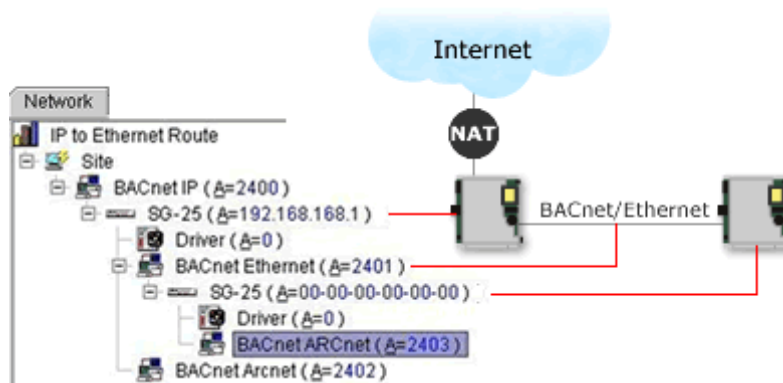 Internet
Network
NAT
IP to Ethernet Route
Site
BACnet IP (A=2400)
SG-25 (A=192.168.168.1)
BACnet/Ethernet
Driver (A=0)
BACnet Ethernet (A=2401)
SG-25 (A=00-00-00-00-00-00)
Driver (A=0)
BACnet ARCnet (A=2403)
BACnet Arcnet (A=2402)